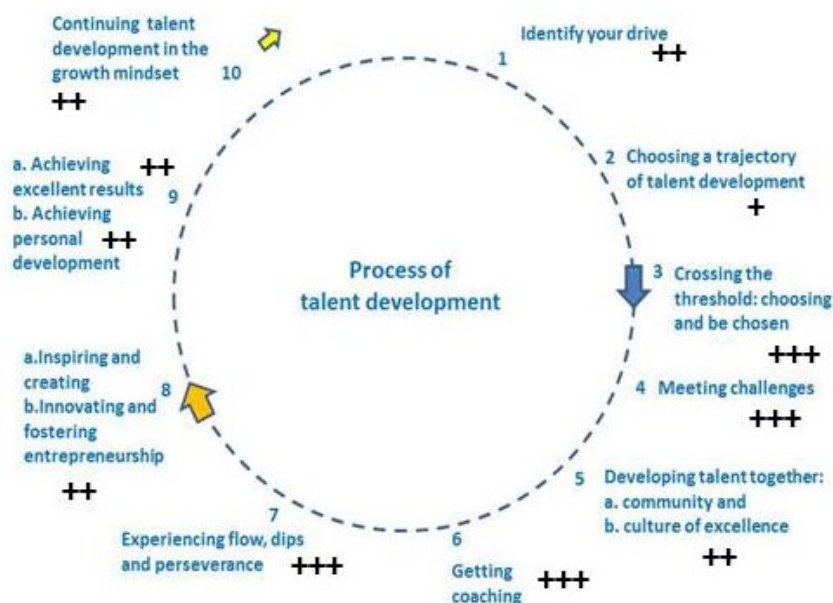 Process of
talent development
1
Identify your drive
++
2 Choosing a trajectory
of talent development
+
3 Crossing the
threshold: choosing
and be chosen
+++
4 Meeting challenges
+++
5 Developing talent together:
a. community and
b. culture of excellence
++
6
Getting
coaching +++
7
Experiencing flow, dips
and perseverance +++
8
a.Inspiring and
creating
b.Innovating and
fostering
entrepreneurship
++
9
a. Achieving ++
excellent results
b. Achieving
personal ++
development
10
Continuing talent
development in the
growth mindset
++